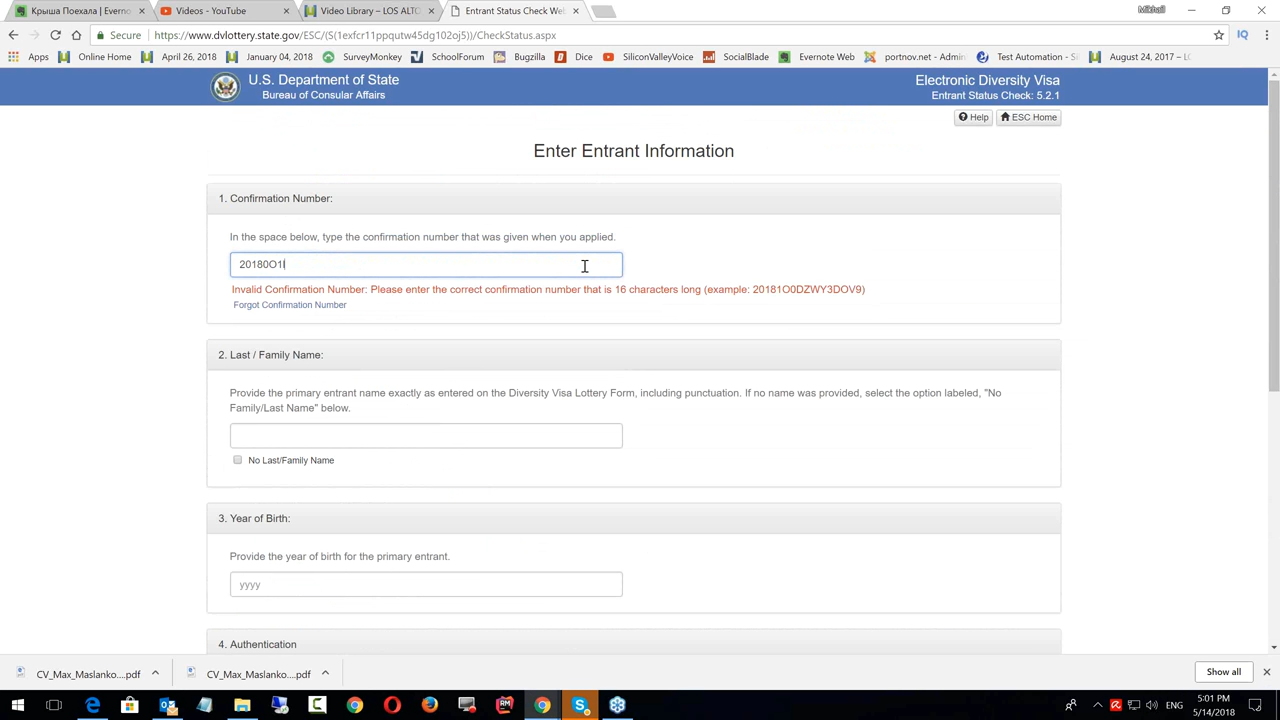 Крыша Поехала | Everno
Videos - YouTube
Video Library – LOS ALTO
Entrant Status Check We
Mikhail
Secure
https://www.dvlottery.state.gov/ESC/(S(1exfcr11ppqutw45dg102oj5))/CheckStatus.aspx
Apps
Online Home
April 26, 2018
January 04, 2018
SurveyMonkey
SchoolForum
Bugzilla
Dice
SiliconValleyVoice
SocialBlade
Evernote Web
portnov.net - Admin
Test Automation - Si
August 24, 2017 – LO
U.S. Department of State
Bureau of Consular Affairs
Electronic Diversity Visa
Entrant Status Check: 5.2.1
Help
ESC Home
Enter Entrant Information
1. Confirmation Number:
In the space below, type the confirmation number that was given when you applied.
20180O1
Invalid Confirmation Number: Please enter the correct confirmation number that is 16 characters long (example: 20181O0DZWY3DOV9)
Forgot Confirmation Number
2. Last / Family Name:
Provide the primary entrant name exactly as entered on the Diversity Visa Lottery Form, including punctuation. If no name was provided, select the option labeled, "No
Family/Last Name" below.
No Last/Family Name
3. Year of Birth:
Provide the year of birth for the primary entrant.
yyyy
4. Authentication
CV_Max_Maslanko....pdf
CV_Max_Maslanko....pdf
Show all
ENG
5:01 PM
5/14/2018